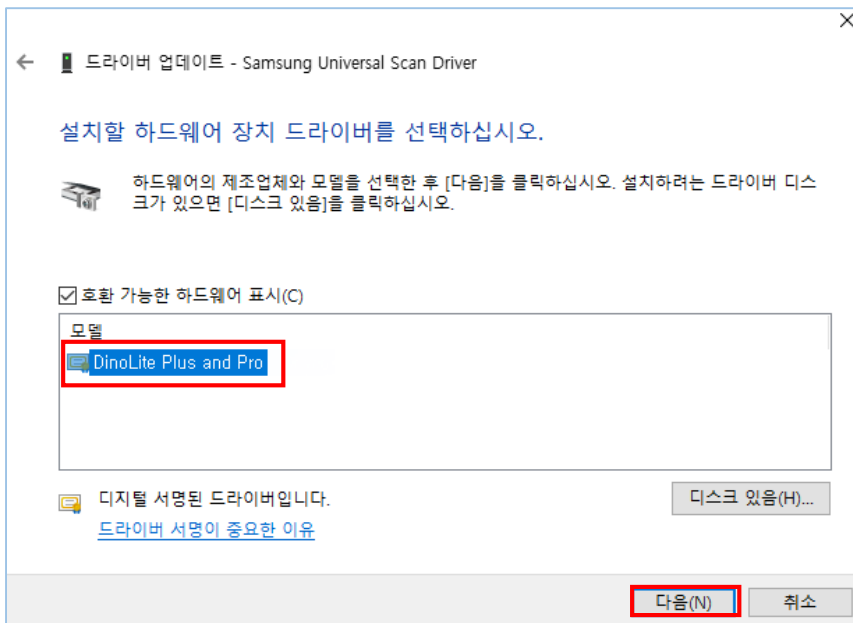 드라이버 업데이트 - Samsung Universal Scan Driver
설치할 하드웨어 장치 드라이버를 선택하십시오.
하드웨어의 제조업체와 모델을 선택한 후 [다음]을 클릭하십시오. 설치하려는 드라이버 디스
크가 있으면 [디스크 있음]을 클릭하십시오.
호환 가능한 하드웨어 표시(C)
모델
DinoLite Plus and Pro
디지털 서명된 드라이버입니다.
디스크 있음(H)...
드라이버 서명이 중요한 이유
다음(N)
취소